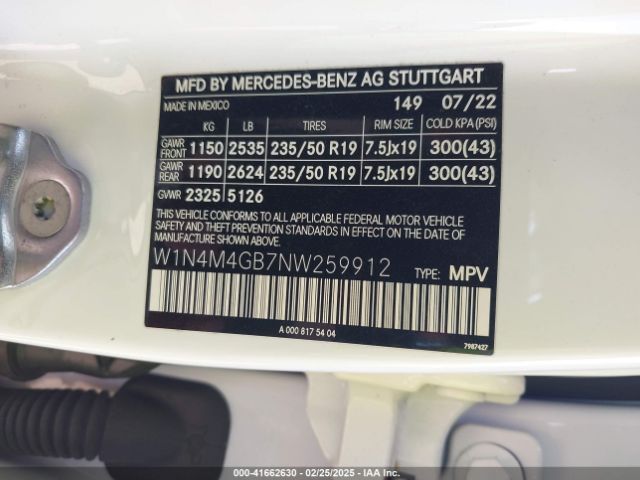 MFD BY MERCEDES-BENZ AG STUTTGART
MADE IN MEXICO 149 07/22
KG LB TIRES RIM SIZE COLD KPA (PSI)
GAWR FRONT 1150 2535 235/50 R19 7.5Jx19 300(43)
GAWR REAR 1190 2624 235/50 R19 7.5Jx19 300(43)
GVWR 2325 5126
THIS VEHICLE CONFORMS TO ALL APPLICABLE FEDERAL MOTOR VEHICLE
SAFETY AND THEFT PREVENTION STANDARDS IN EFFECT ON THE DATE
OF MANUFACTURE SHOWN ABOVE.
W1N4M4GB7NW259912 TYPE: MPV
A 000 817 54 04
7987427
000-41662630 - 02/25/2025 - IAA Inc.